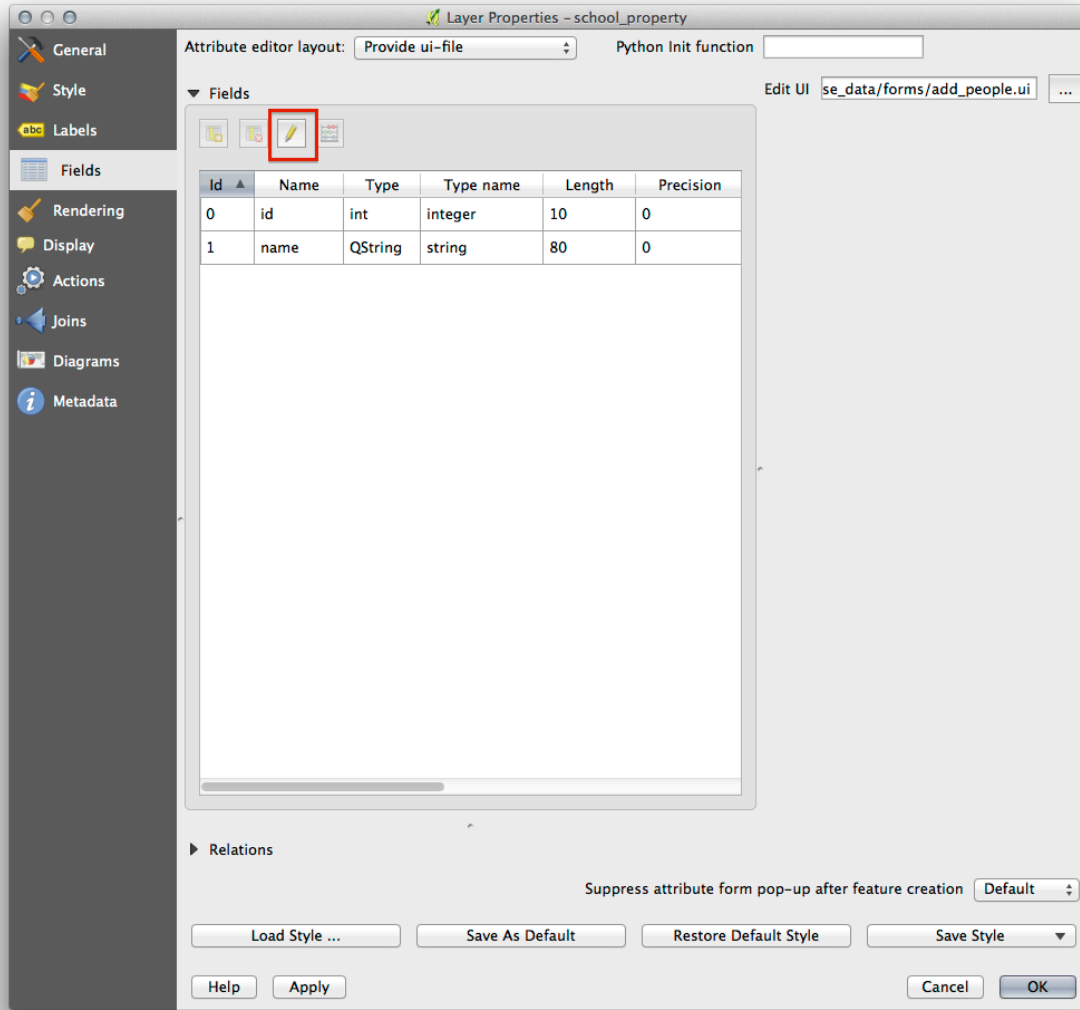 Layer Properties - school_property
General
Style
abc Labels
Fields
Rendering
Display
Actions
Joins
Diagrams
i Metadata
Attribute editor layout: Provide ui-file Python Init function
Fields
Edit UI se_data/forms/add_people.ui ...
Id Name Type Type name Length Precision
0 id int integer 10 0
1 name QString string 80 0
Relations
Suppress attribute form pop-up after feature creation Default
Load Style ... Save As Default Restore Default Style Save Style
Help Apply Cancel OK